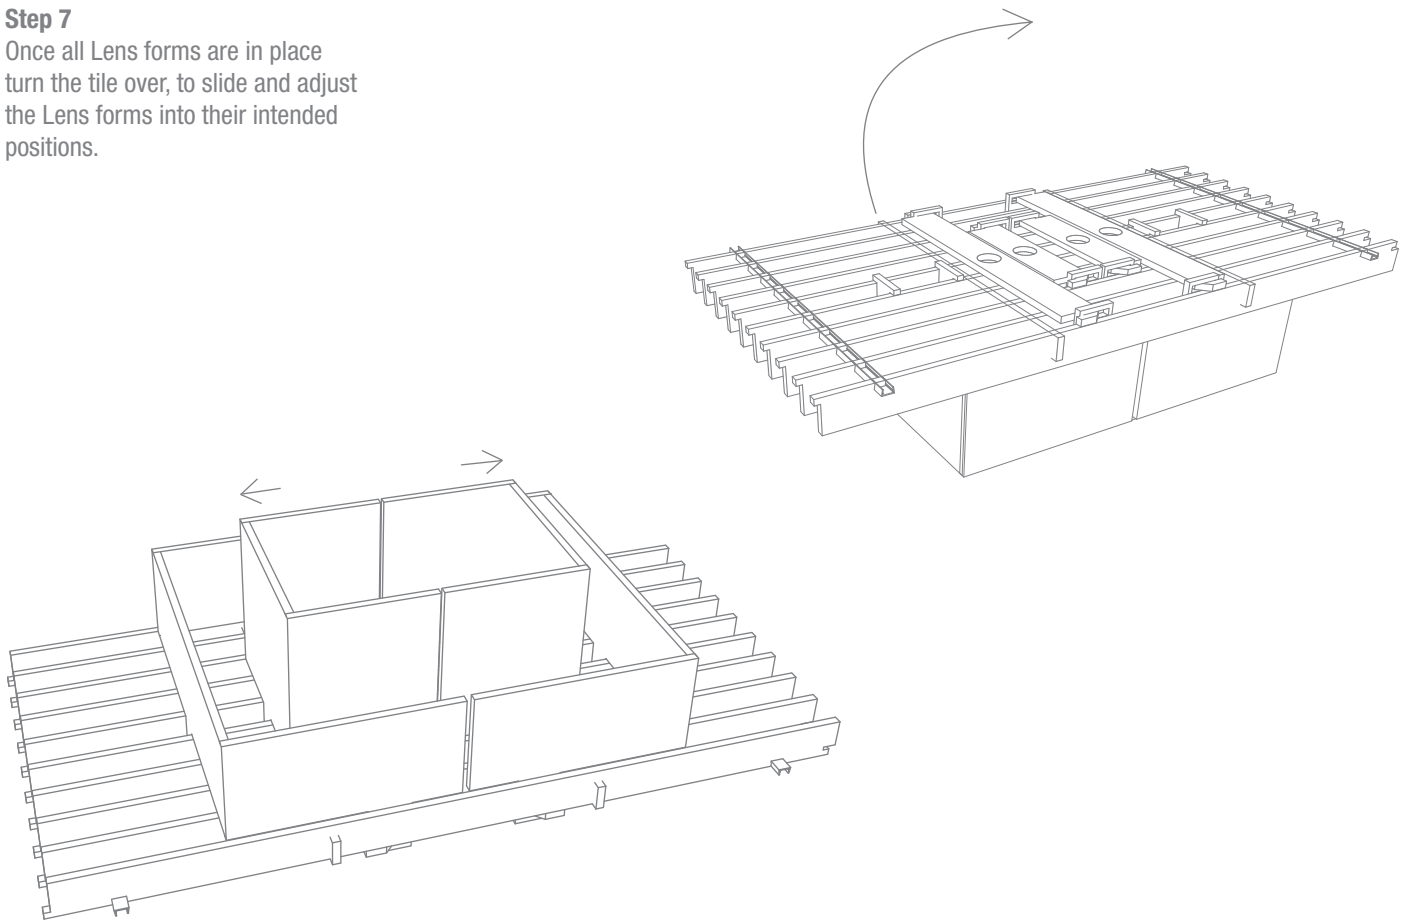 Step 7
Once all Lens forms are in place
turn the tile over, to slide and adjust
the Lens forms into their intended
positions.